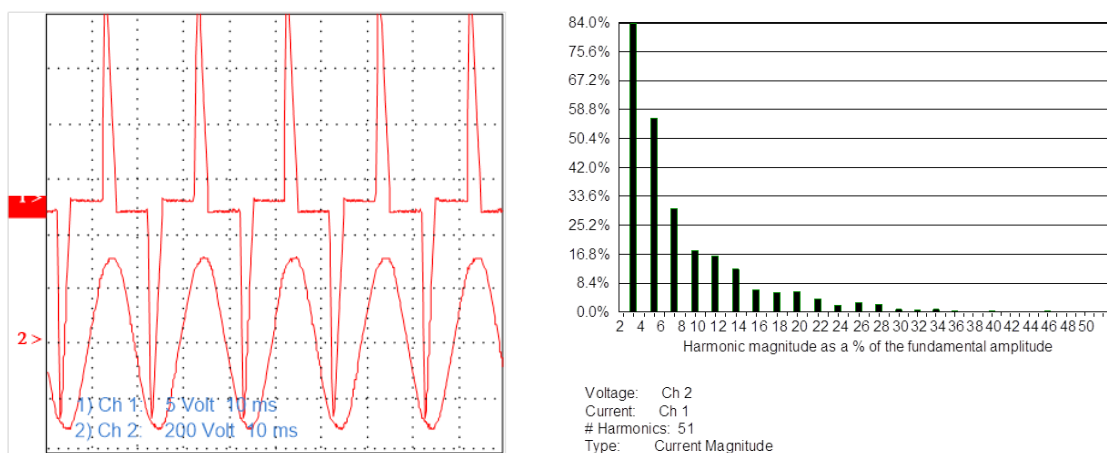 1 >
2 >
1) Ch 1: 5 Volt 10 ms
2) Ch 2: 200 Volt 10 ms
84.0%
75.6%
67.2%
58.8%
50.4%
42.0%
33.6%
25.2%
16.8%
8.4%
0.0%
2 4 6 8 10 12 14 16 18 20 22 24 26 28 30 32 34 36 38 40 42 44 46 48 50
Harmonic magnitude as a % of the fundamental amplitude
Voltage: Ch 2
Current: Ch 1
# Harmonics: 51
Type: Current Magnitude